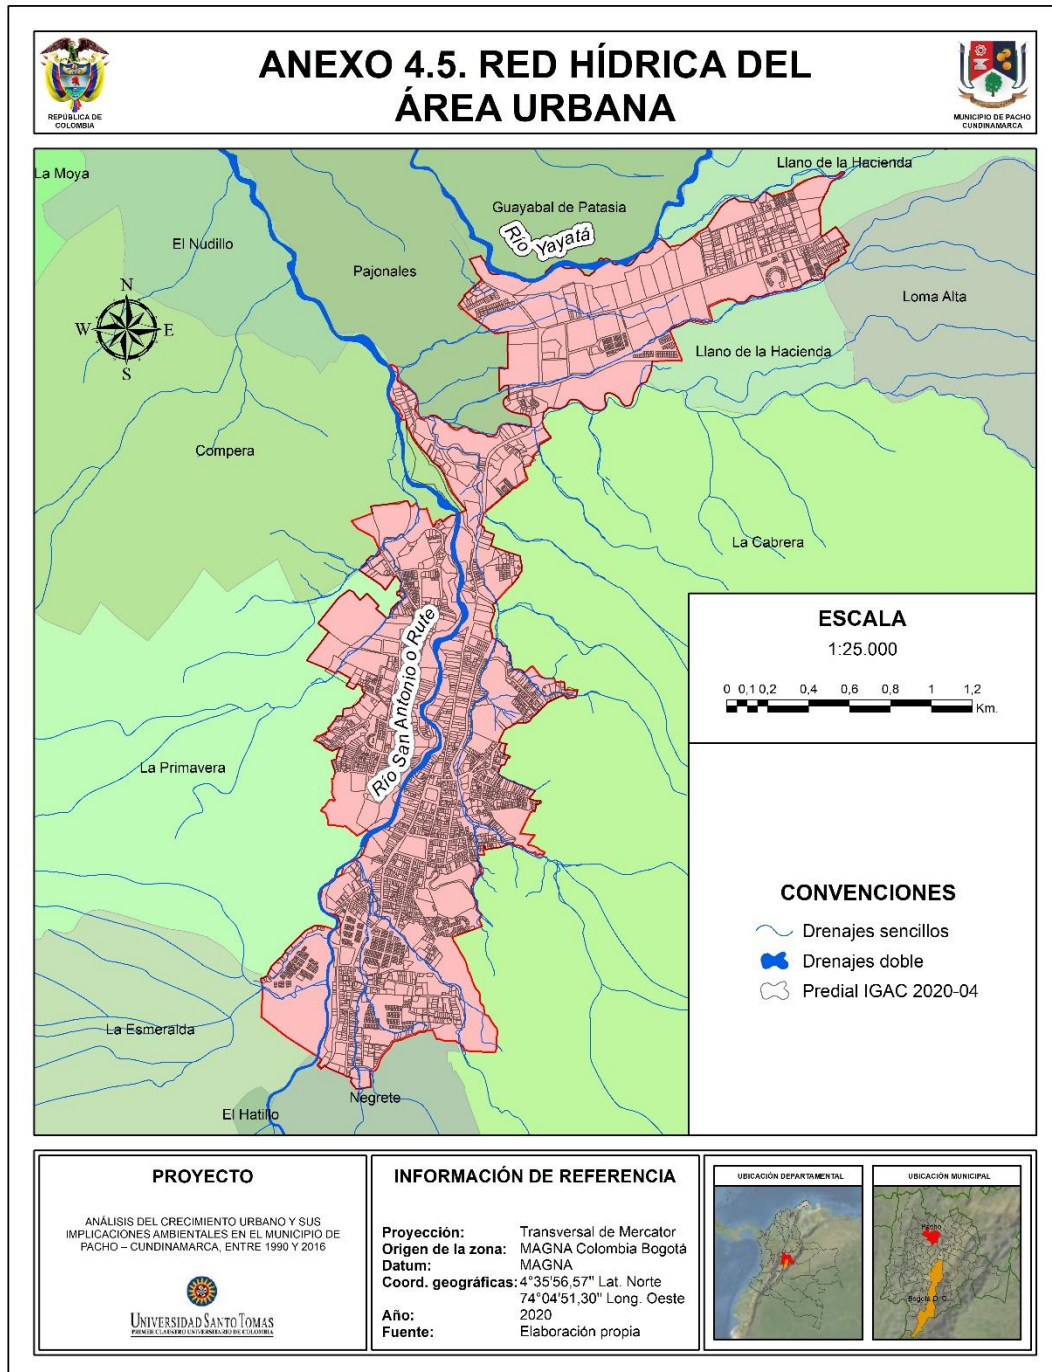 ANEXO 4.5. RED HÍDRICA DEL
ÁREA URBANA
REPÚBLICA DE
COLOMBIA
MUNICIPIO DE PACHO
CUNDINAMARCA
La Moya
Llano de la Hacienda
Guayabal de Patasia
El Nudillo
Río Yayatá
Pajonales
N
W
E
S
Loma Alta
Llano de la Hacienda
Compera
La Cabrera
Río San Antonio o Rute
La Primavera
La Esmeralda
Negrete
El Hatillo
ESCALA
1:25.000
0 0,1 0,2 0,4 0,6 0,8 1 1,2
Km.
CONVENCIONES
Drenajes sencillos
Drenajes doble
Predial IGAC 2020-04
PROYECTO
ANÁLISIS DEL CRECIMIENTO URBANO Y SUS
IMPLICACIONES AMBIENTALES EN EL MUNICIPIO DE
PACHO – CUNDINAMARCA, ENTRE 1990 Y 2016
UNIVERSIDAD SANTO TOMAS
PRIMER CLAUSTRO UNIVERSITARIO DE COLOMBIA
INFORMACIÓN DE REFERENCIA
Proyección: Transversal de Mercator
Origen de la zona: MAGNA Colombia Bogotá
Datum: MAGNA
Coord. geográficas: 4°35'56,57" Lat. Norte
74°04'51,30" Long. Oeste
Año: 2020
Fuente: Elaboración propia
UBICACIÓN DEPARTAMENTAL
UBICACIÓN MUNICIPAL
Pacho
Bogotá D. C.